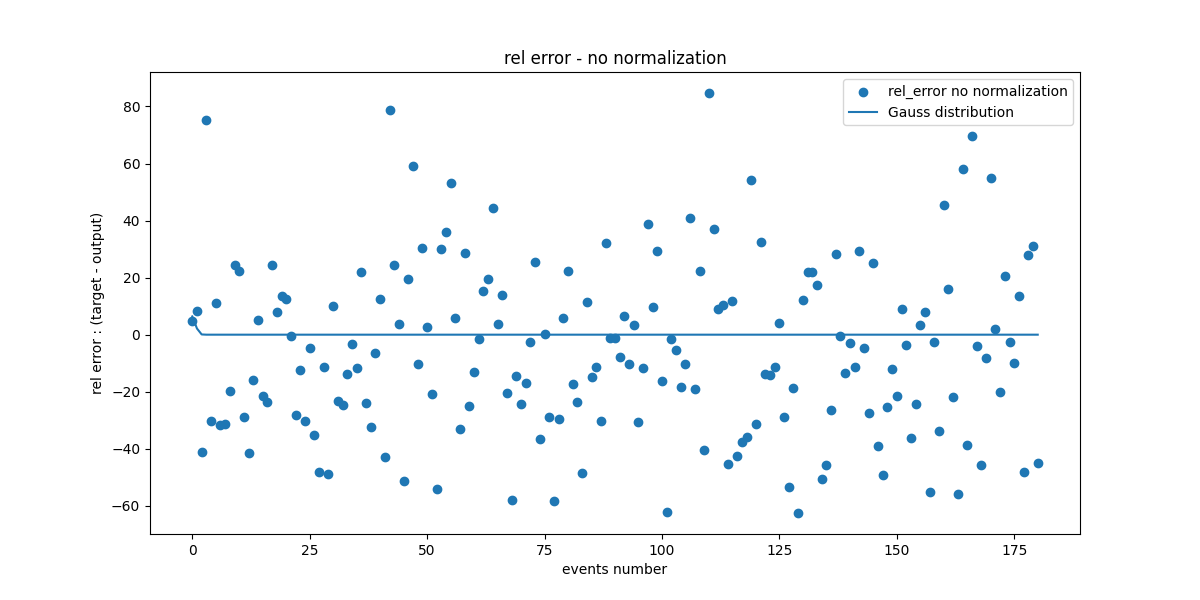 rel error - no normalization
rel_error no normalization
Gauss distribution
rel error : (target - output)
80
60
40
20
0
−20
−40
−60
0 25 50 75 100 125 150 175
events number